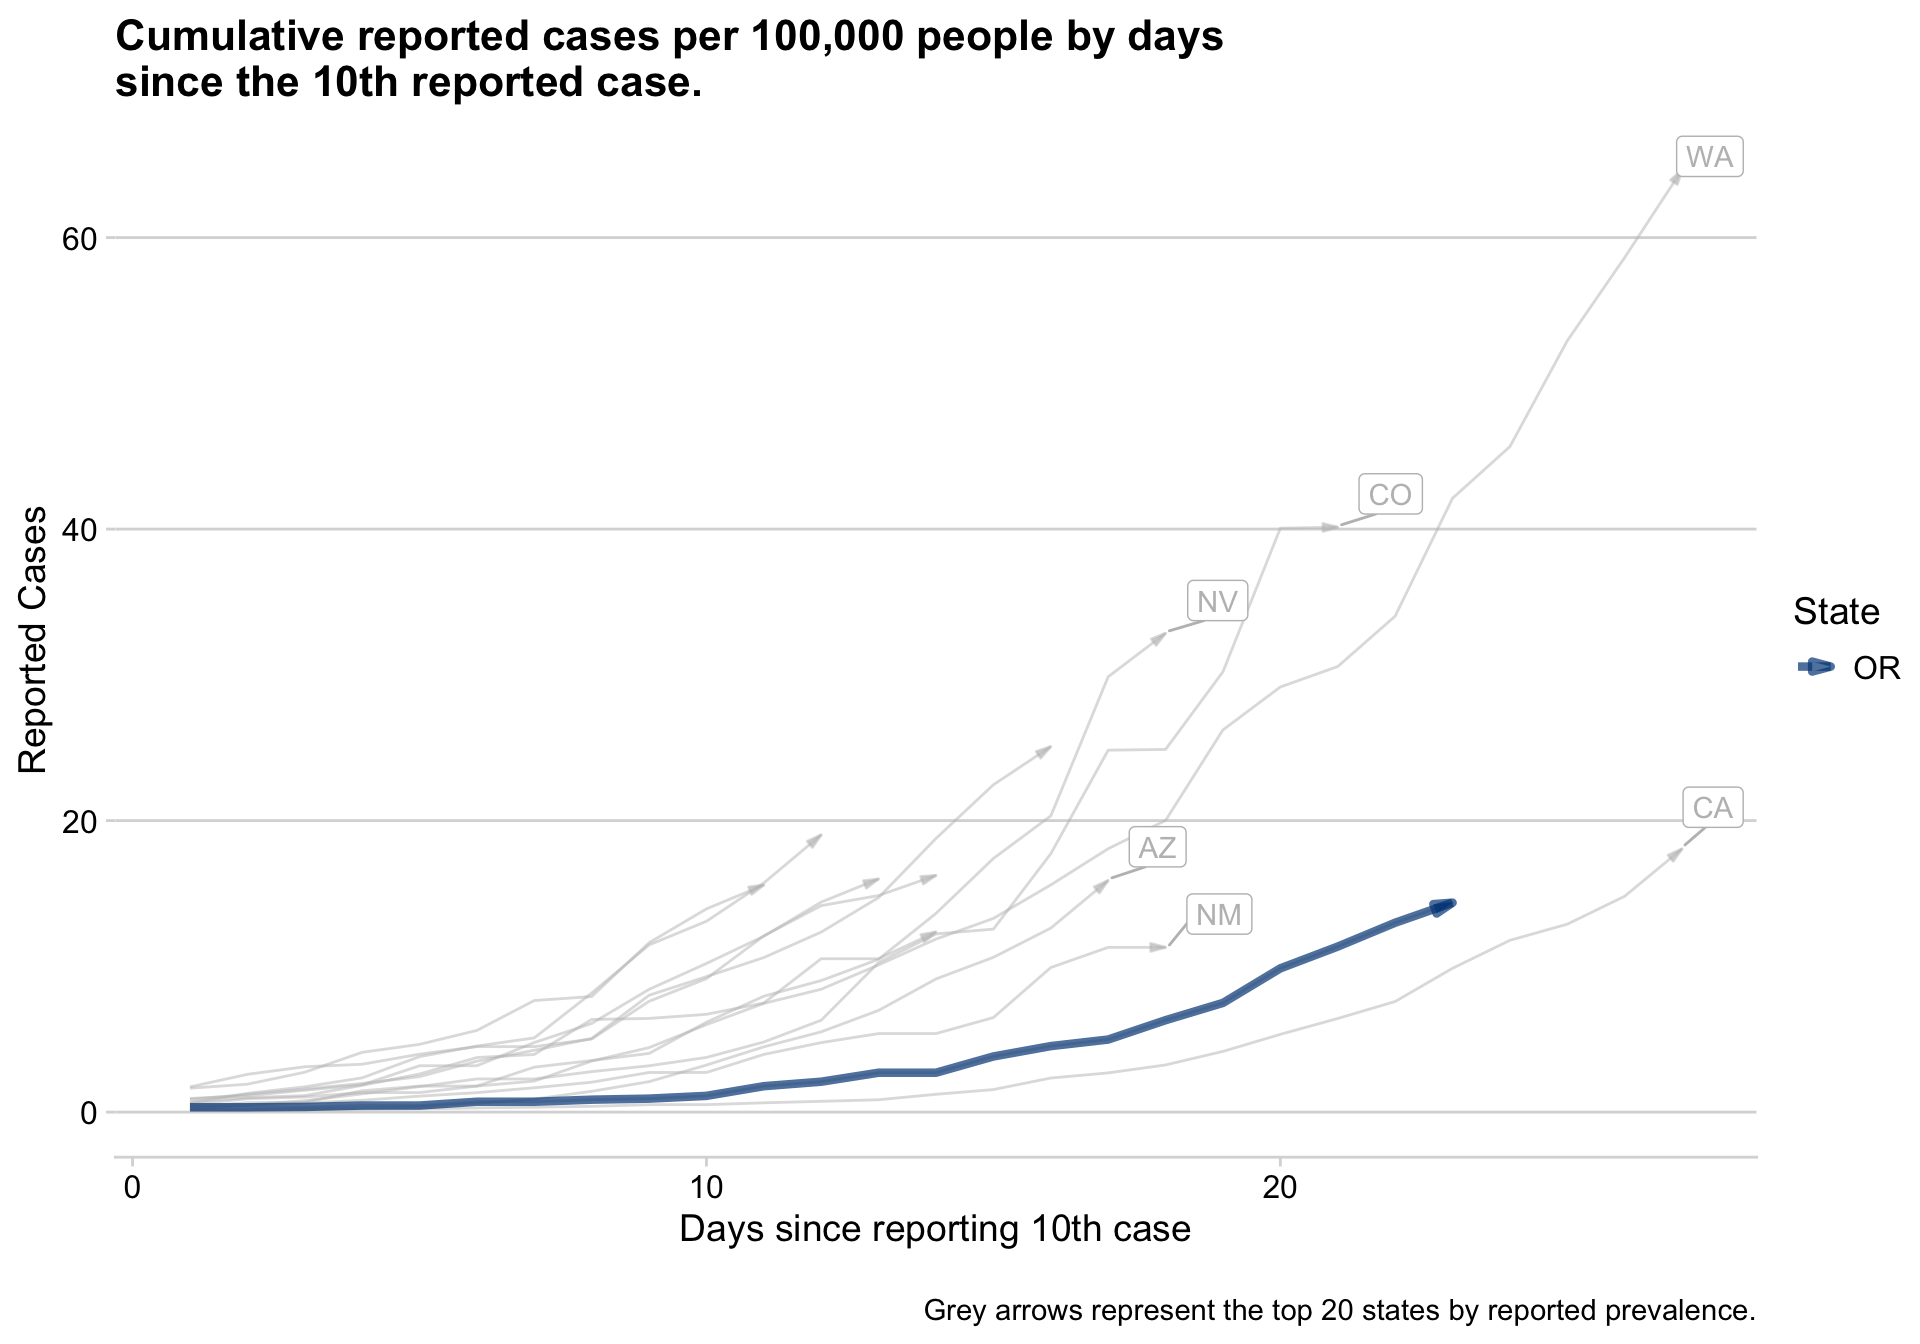 Cumulative reported cases per 100,000 people by days
since the 10th reported case.
WA
60
CO
40
NV
State
OR
Reported Cases
CA
20
AZ
NM
0
0
10
20
Days since reporting 10th case
Grey arrows represent the top 20 states by reported prevalence.